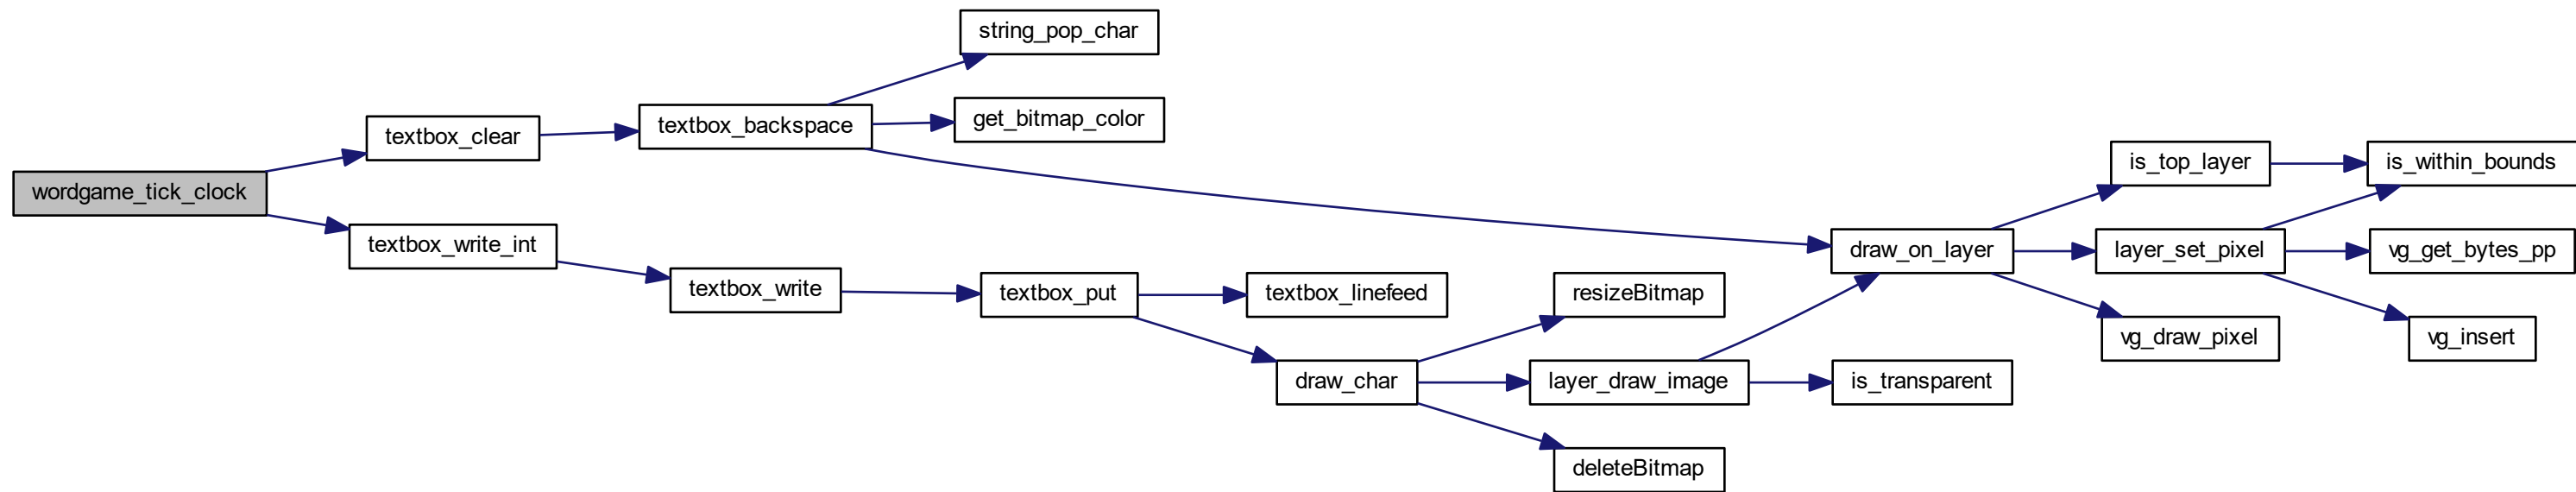 wordgame_tick_clock
textbox_clear
textbox_write_int
textbox_backspace
textbox_write
string_pop_char
get_bitmap_color
textbox_put
textbox_linefeed
draw_char
resizeBitmap
layer_draw_image
deleteBitmap
draw_on_layer
is_transparent
is_top_layer
layer_set_pixel
vg_draw_pixel
is_within_bounds
vg_get_bytes_pp
vg_insert